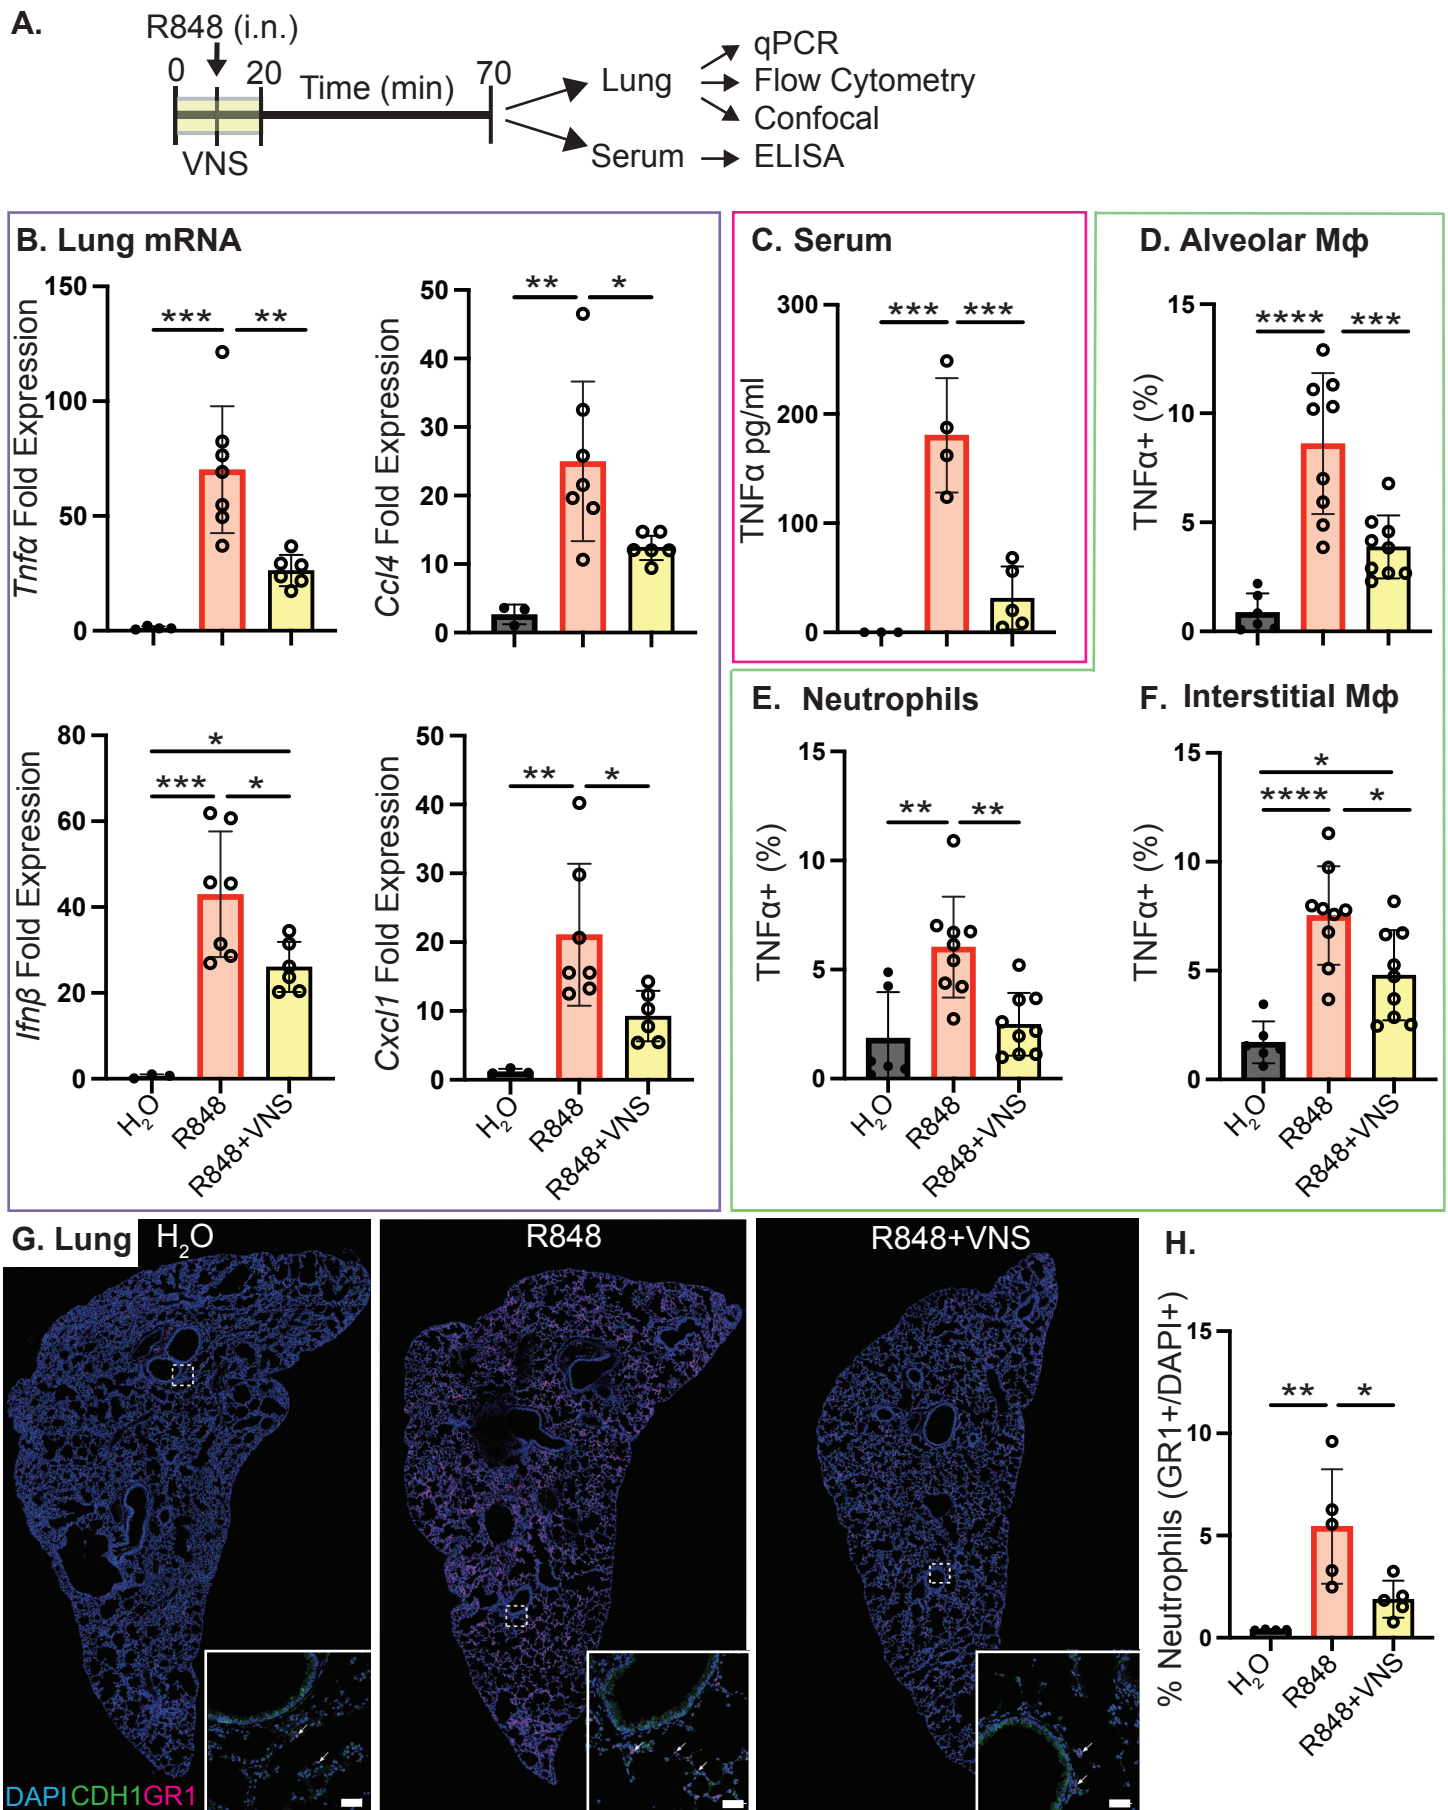 A.
R848 (i.n.)
0 20 Time (min) 70
VNS
Lung
Serum
qPCR
Flow Cytometry
Confocal
ELISA
B. Lung mRNA
Tnfα Fold Expression
150
100
50
0
*** **
Ccl4 Fold Expression
50
40
30
20
10
0
** *
Ifnβ Fold Expression
80
60
40
20
0
*
*** *
H2O
R848
R848+VNS
Cxcl1 Fold Expression
50
40
30
20
10
0
** *
H2O
R848
R848+VNS
C. Serum
TNFα pg/ml
300
200
100
0
*** ***
D. Alveolar Mφ
TNFα+ (%)
15
10
5
0
**** ***
E. Neutrophils
TNFα+ (%)
15
10
5
0
** **
H2O
R848
R848+VNS
F. Interstitial Mφ
TNFα+ (%)
15
10
5
0
*
**** *
H2O
R848
R848+VNS
G. Lung
H2O
R848
R848+VNS
DAPI CDH1 GR1
H.
% Neutrophils (GR1+/DAPI+)
15
10
5
0
** *
H2O
R848
R848+VNS